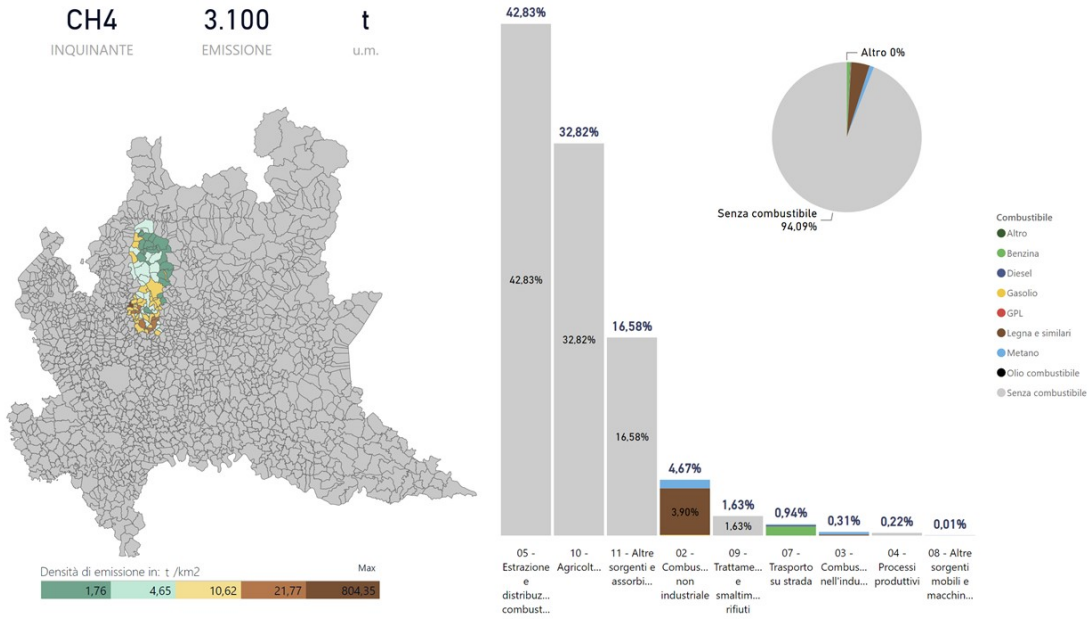 CH4
3.100
t
INQUINANTE
EMISSIONE
u.m.
Densità di emissione in: t /km2
Max
1,76
4,65
10,62
21,77
804,35
42,83%
32,82%
16,58%
4,67%
1,63%
0,94%
0,31%
0,22%
0,01%
42,83%
32,82%
16,58%
3,90%
1,63%
05 -
Estrazione
e
distribuz...
combust...
10 -
Agricolt...
11 - Altre
sorgenti e
assorbi...
02 -
Combus...
non
industriale
09 -
Trattame...
e
smaltim...
rifiuti
07 -
Trasporto
su strada
03 -
Combus...
nell'indu...
04 -
Processi
produttivi
08 - Altre
sorgenti
mobili e
macchin...
Altro 0%
Senza combustibile
94,09%
Combustibile
Altro
Benzina
Diesel
Gasolio
GPL
Legna e similari
Metano
Olio combustibile
Senza combustibile